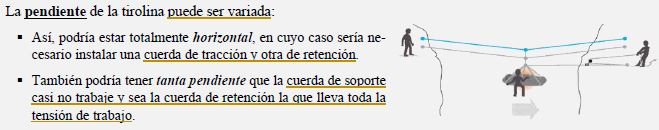 La pendiente de la tirolina puede ser variada:
▪ Así, podría estar totalmente horizontal, en cuyo caso sería ne-
cesario instalar una cuerda de tracción y otra de retención.
▪ También podría tener tanta pendiente que la cuerda de soporte
casi no trabaje y sea la cuerda de retención la que lleva toda la
tensión de trabajo.